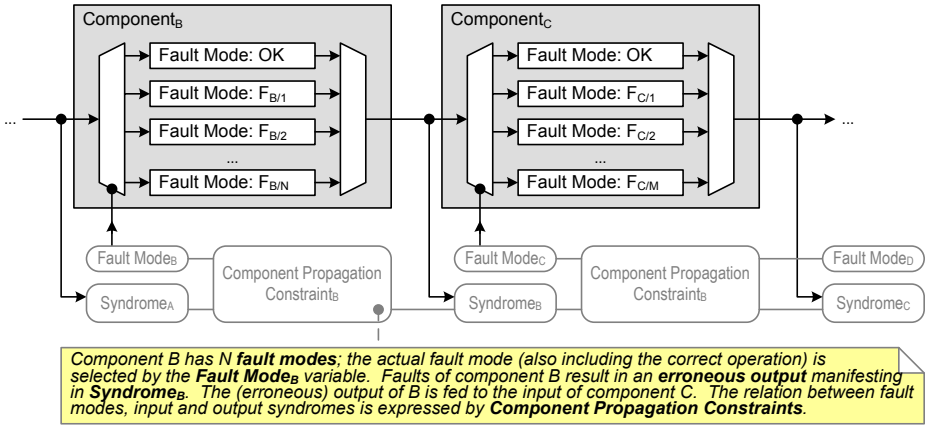 Component_B
Fault Mode: OK
Fault Mode: F_B/1
Fault Mode: F_B/2
...
Fault Mode: F_B/N
Component_C
Fault Mode: OK
Fault Mode: F_C/1
Fault Mode: F_C/2
...
Fault Mode: F_C/M
...
...
Fault Mode_B
Syndrome_A
Component Propagation
Constraint_B
Fault Mode_C
Syndrome_B
Component Propagation
Constraint_B
Fault Mode_D
Syndrome_C
Component B has N fault modes; the actual fault mode (also including the correct operation) is
selected by the Fault Mode_B variable. Faults of component B result in an erroneous output manifesting
in Syndrome_B. The (erroneous) output of B is fed to the input of component C. The relation between fault
modes, input and output syndromes is expressed by Component Propagation Constraints.